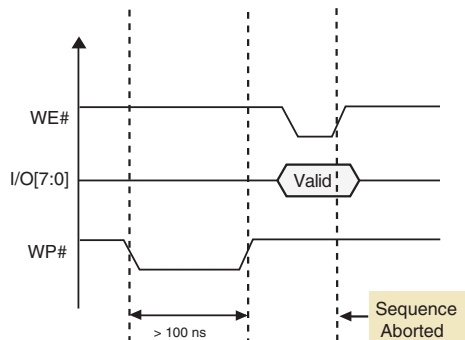 WE#
I/O[7:0]
Valid
WP#
> 100 ns
Sequence
Aborted